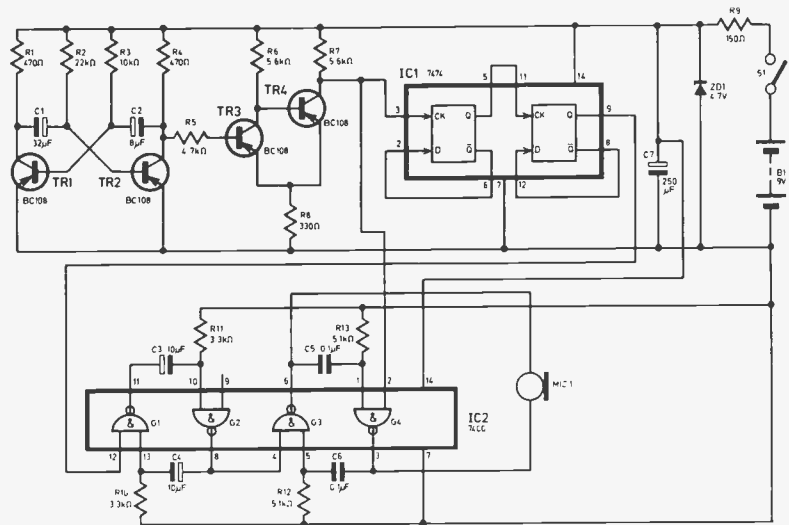 R1
470Ω
R2
22kΩ
R3
10kΩ
R4
470Ω
R6
5.6kΩ
R7
5.6kΩ
R9
150Ω
S1
C1
32µF
C2
8µF
R5
4.7kΩ
TR1
BC108
TR2
BC108
TR3
BC108
TR4
BC108
R8
330Ω
IC1 7474
5 11 14
3 CK Q CK Q 9
2 D Q̅ D Q̅ 8
6 7 12
C7
250
µF
ZD1
4.7V
B1
9V
R11
3.3kΩ
C3 10µF
R13
5.1kΩ
C5 0.1µF
MIC1
11 10 9 6 1 2 14
& G1 & G2 & G3 & G4
IC2
12 13 8 4 5 3 7
C4
10µF
C6
0.1µF
R10
3.3kΩ
R12
5.1kΩ